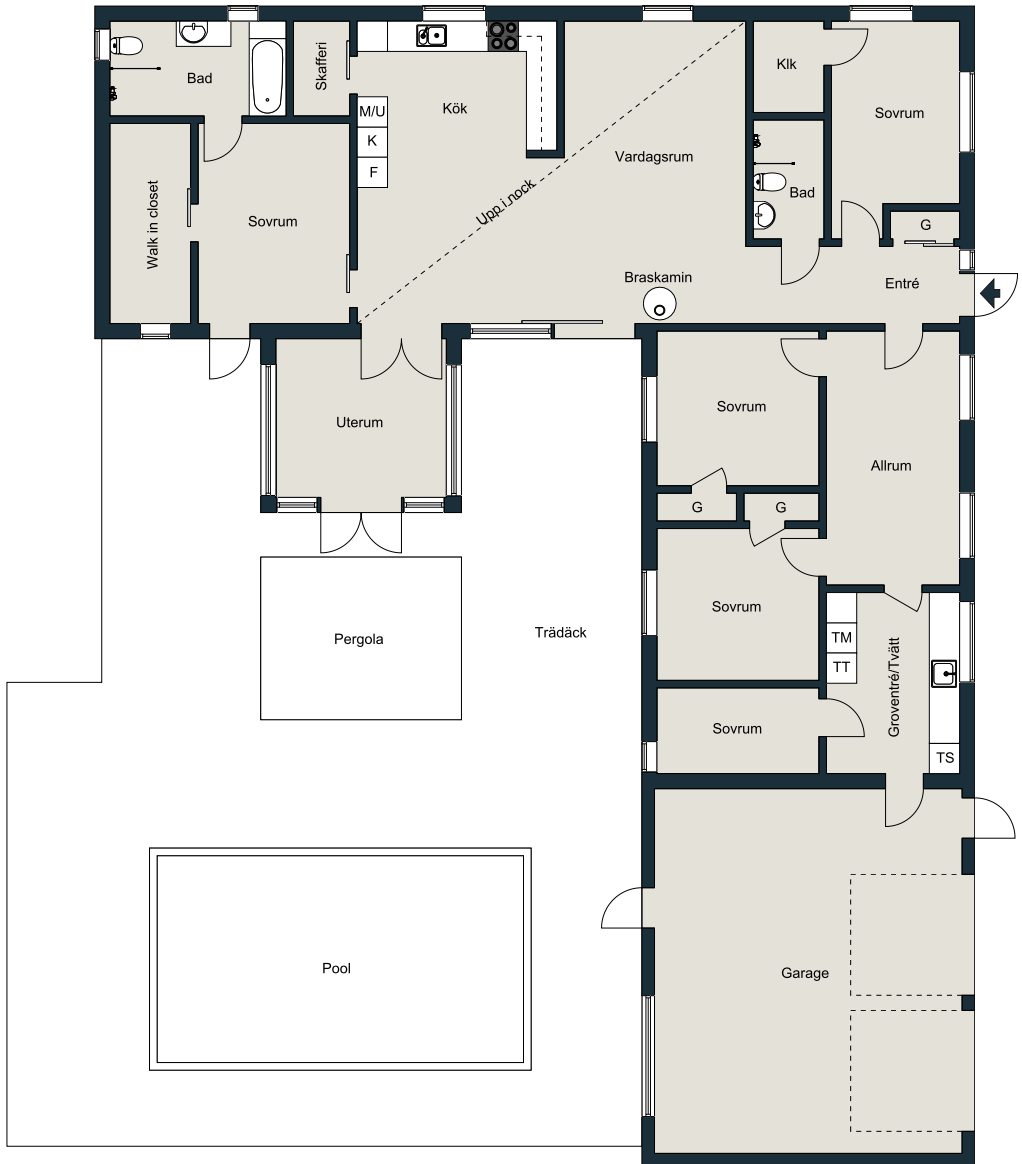 Bad
Skafferi
Kök
Klk
Sovrum
M/U
K
F
Vardagsrum
Bad
Upp i nock
Walk in closet
Sovrum
G
Braskamin
Entré
Sovrum
Uterum
Allrum
G
G
Sovrum
Pergola
Trädäck
TM
TT
Groventré/Tvätt
Sovrum
TS
Pool
Garage